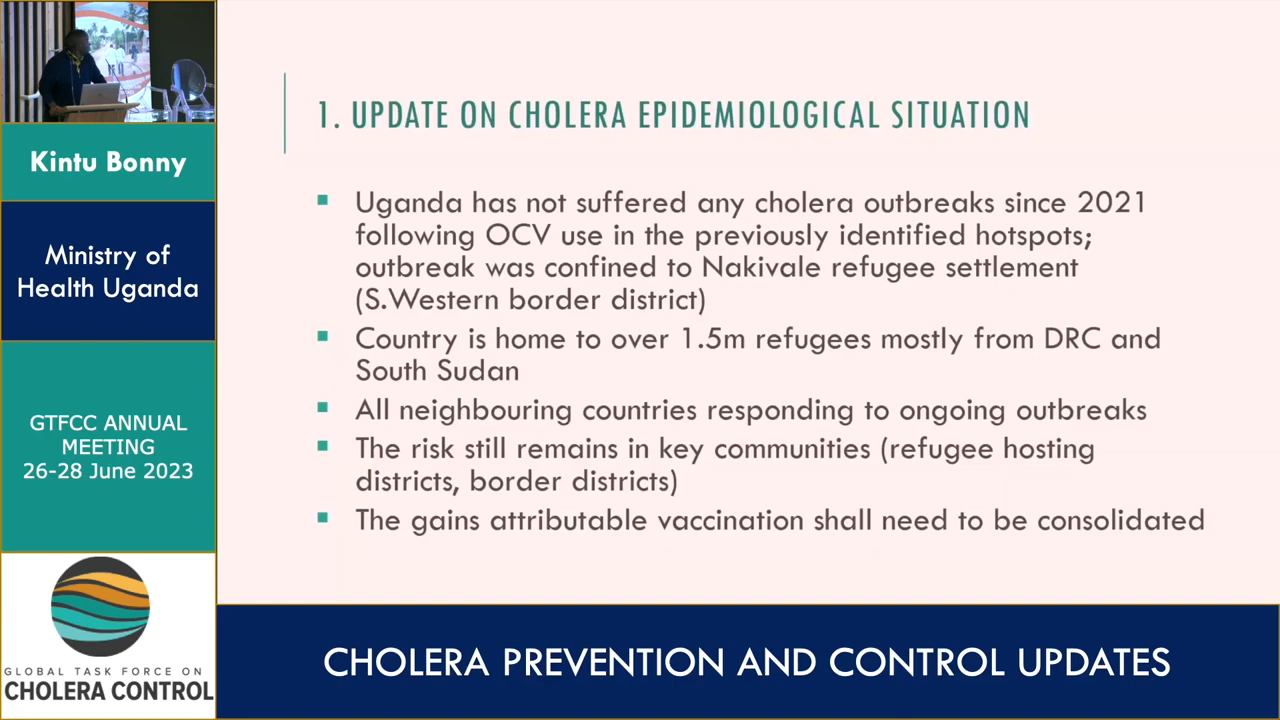 Kintu Bonny
Ministry of
Health Uganda
GTFCC ANNUAL
MEETING
26-28 June 2023
GLOBAL TASK FORCE ON
CHOLERA CONTROL
1. UPDATE ON CHOLERA EPIDEMIOLOGICAL SITUATION
▪ Uganda has not suffered any cholera outbreaks since 2021
following OCV use in the previously identified hotspots;
outbreak was confined to Nakivale refugee settlement
(S.Western border district)
▪ Country is home to over 1.5m refugees mostly from DRC and
South Sudan
▪ All neighbouring countries responding to ongoing outbreaks
▪ The risk still remains in key communities (refugee hosting
districts, border districts)
▪ The gains attributable vaccination shall need to be consolidated
CHOLERA PREVENTION AND CONTROL UPDATES